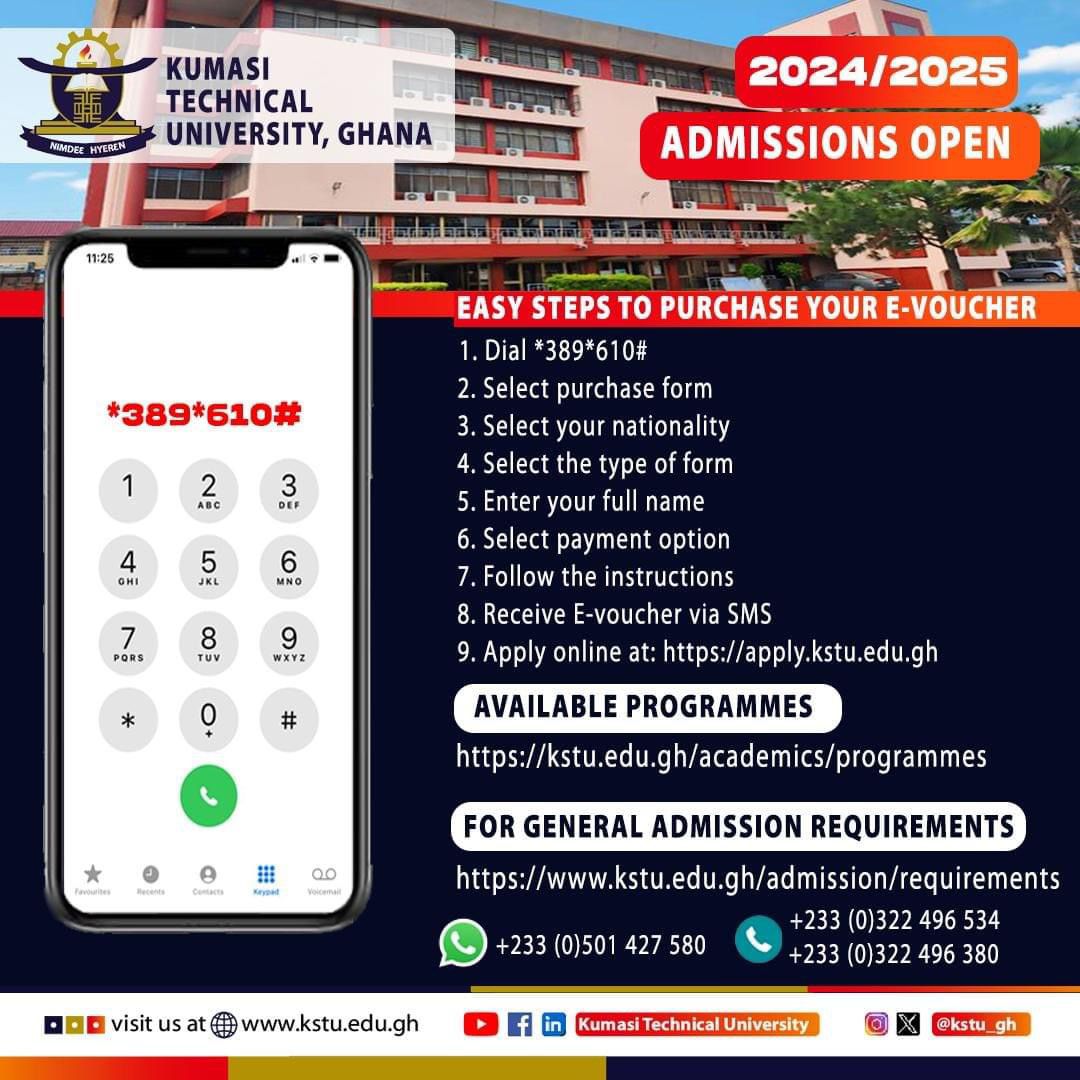 KUMASI
TECHNICAL
UNIVERSITY, GHANA
NIMDEE HYEREN
2024/2025
ADMISSIONS OPEN
11:25
*389*610#
1
2
ABC
3
DEF
4
GHI
5
JKL
6
MNO
7
PQRS
8
TUV
9
WXYZ
*
0
+
#
Favourites
Recents
Contacts
Keypad
Voicemail
EASY STEPS TO PURCHASE YOUR E-VOUCHER
1. Dial *389*610#
2. Select purchase form
3. Select your nationality
4. Select the type of form
5. Enter your full name
6. Select payment option
7. Follow the instructions
8. Receive E-voucher via SMS
9. Apply online at: https://apply.kstu.edu.gh
AVAILABLE PROGRAMMES
https://kstu.edu.gh/academics/programmes
FOR GENERAL ADMISSION REQUIREMENTS
https://www.kstu.edu.gh/admission/requirements
+233 (0)501 427 580
+233 (0)322 496 534
+233 (0)322 496 380
visit us at www.kstu.edu.gh
Kumasi Technical University
@kstu_gh